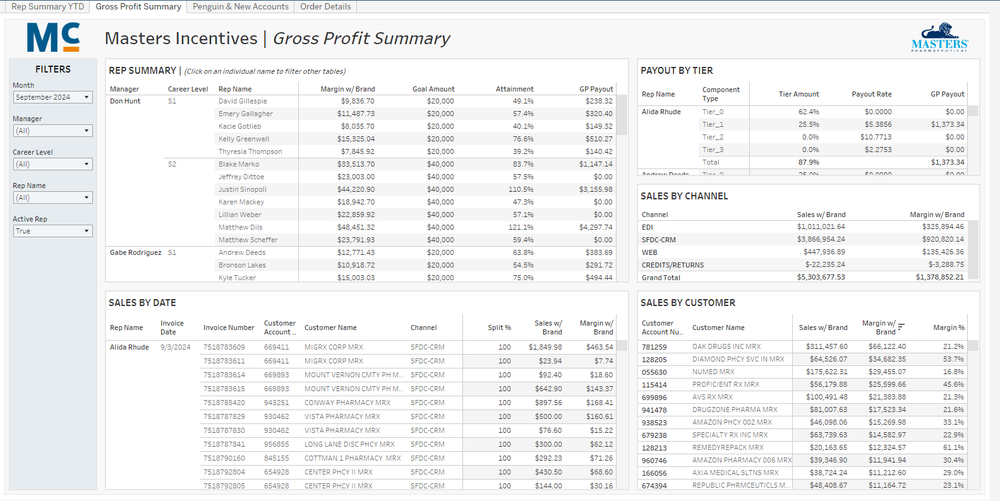 Rep Summary YTD Gross Profit Summary Penguin & New Accounts Order Details
Mc Masters Incentives | Gross Profit Summary MASTERS
PHARMACEUTICAL
FILTERS
Month
September 2024
Manager
(All)
Career Level
(All)
Rep Name
(All)
Active Rep
True
REP SUMMARY | (Click on an individual name to filter other tables)
Manager Career Level Rep Name Margin w/ Brand Goal Amount Attainment GP Payout
Don Hunt S1 David Gillespie $9,836.70 $20,000 49.1% $238.32
Emery Gallagher $11,487.73 $20,000 57.4% $320.40
Kacie Gotlieb $8,035.70 $20,000 40.1% $149.32
Kelly Greenwell $15,325.04 $20,000 76.6% $510.27
Thyresia Thompson $7,845.92 $20,000 39.2% $140.42
S2 Blake Marko $33,513.70 $40,000 83.7% $1,147.14
Jeffrey Dittoe $23,003.00 $40,000 57.5% $0.00
Justin Sinopoli $44,220.90 $40,000 110.5% $3,155.98
Karen Mackey $18,942.70 $40,000 47.3% $0.00
Lillian Weber $22,859.92 $40,000 57.1% $0.00
Matthew Dils $48,451.32 $40,000 121.1% $4,297.74
Matthew Scheffer $23,791.93 $40,000 59.4% $0.00
Gabe Rodriguez S1 Andrew Deeds $12,771.43 $20,000 63.8% $383.69
Bronson Lakes $10,918.72 $20,000 54.5% $291.72
Kyle Tucker $15,003.03 $20,000 75.0% $494.44
PAYOUT BY TIER
Rep Name Component Type Tier Amount Payout Rate GP Payout
Alida Rhude Tier_0 62.4% $0.0000 $0.00
Tier_1 25.5% $5.3856 $1,373.34
Tier_2 0.0% $10.7713 $0.00
Tier_3 0.0% $2.2753 $0.00
Total 87.9% $1,373.34
Andrew Deeds Tier_0 25.0% $0.0000 $0.00
SALES BY CHANNEL
Channel Sales w/ Brand Margin w/ Brand
EDI $1,011,021.64 $325,894.46
SFDC-CRM $3,866,954.24 $920,820.14
WEB $447,936.89 $135,426.36
CREDITS/RETURNS $-22,235.24 $-3,288.75
Grand Total $5,303,677.53 $1,378,852.21
SALES BY DATE
Rep Name Invoice Date Invoice Number Customer Account .. Customer Name Channel Split % Sales w/ Brand Margin w/ Brand
Alida Rhude 9/3/2024 7518783609 669411 MIGRX CORP MRX SFDC-CRM 100 $1,849.98 $463.54
7518783611 669411 MIGRX CORP MRX SFDC-CRM 100 $23.94 $7.74
7518783614 669893 MOUNT VERNON CMTY PH M.. SFDC-CRM 100 $92.40 $18.60
7518783615 669893 MOUNT VERNON CMTY PH M.. SFDC-CRM 100 $642.90 $143.37
7518785420 943251 CONWAY PHARMACY MRX SFDC-CRM 100 $897.56 $168.41
7518787829 930462 VISTA PHARMACY MRX SFDC-CRM 100 $500.00 $160.61
7518787830 930462 VISTA PHARMACY MRX SFDC-CRM 100 $76.60 $15.22
7518787841 956855 LONG LANE DISC PHCY MRX SFDC-CRM 100 $300.00 $62.12
7518790160 845155 COTTMAN 1 PHARMACY MRX SFDC-CRM 100 $292.23 $71.26
7518792804 654928 CENTER PHCY II MRX SFDC-CRM 100 $430.50 $68.60
7518792805 654928 CENTER PHCY II MRX SFDC-CRM 100 $144.00 $30.16
SALES BY CUSTOMER
Customer Account Nu.. Customer Name Sales w/ Brand Margin w/ Brand Margin %
781259 OAK DRUGS INC MRX $311,457.60 $66,122.40 21.2%
128205 DIAMOND PHCY SVC IN MRX $64,526.07 $34,682.35 53.7%
055630 NUMED MRX $175,622.31 $29,455.07 16.8%
115414 PROFICIENT RX MRX $56,179.88 $25,599.66 45.6%
699896 AVS RX MRX $100,491.48 $21,383.88 21.3%
941478 DRUGZONE PHARMA MRX $81,007.63 $17,523.34 21.6%
938523 AMAZON PHCY 002 MRX $46,098.06 $15,269.98 33.1%
679238 SPECIALTY RX INC MRX $63,739.63 $14,582.97 22.9%
128213 REMEDYREPACK MRX $20,163.65 $12,324.57 61.1%
960746 AMAZON PHARMACY 006 MRX $39,346.90 $11,941.94 30.4%
166056 AXIA MEDICAL SLTNS MRX $38,724.24 $11,212.60 29.0%
674394 REPUBLIC PHRMCEUTICLS M.. $48,408.67 $11,164.72 23.1%